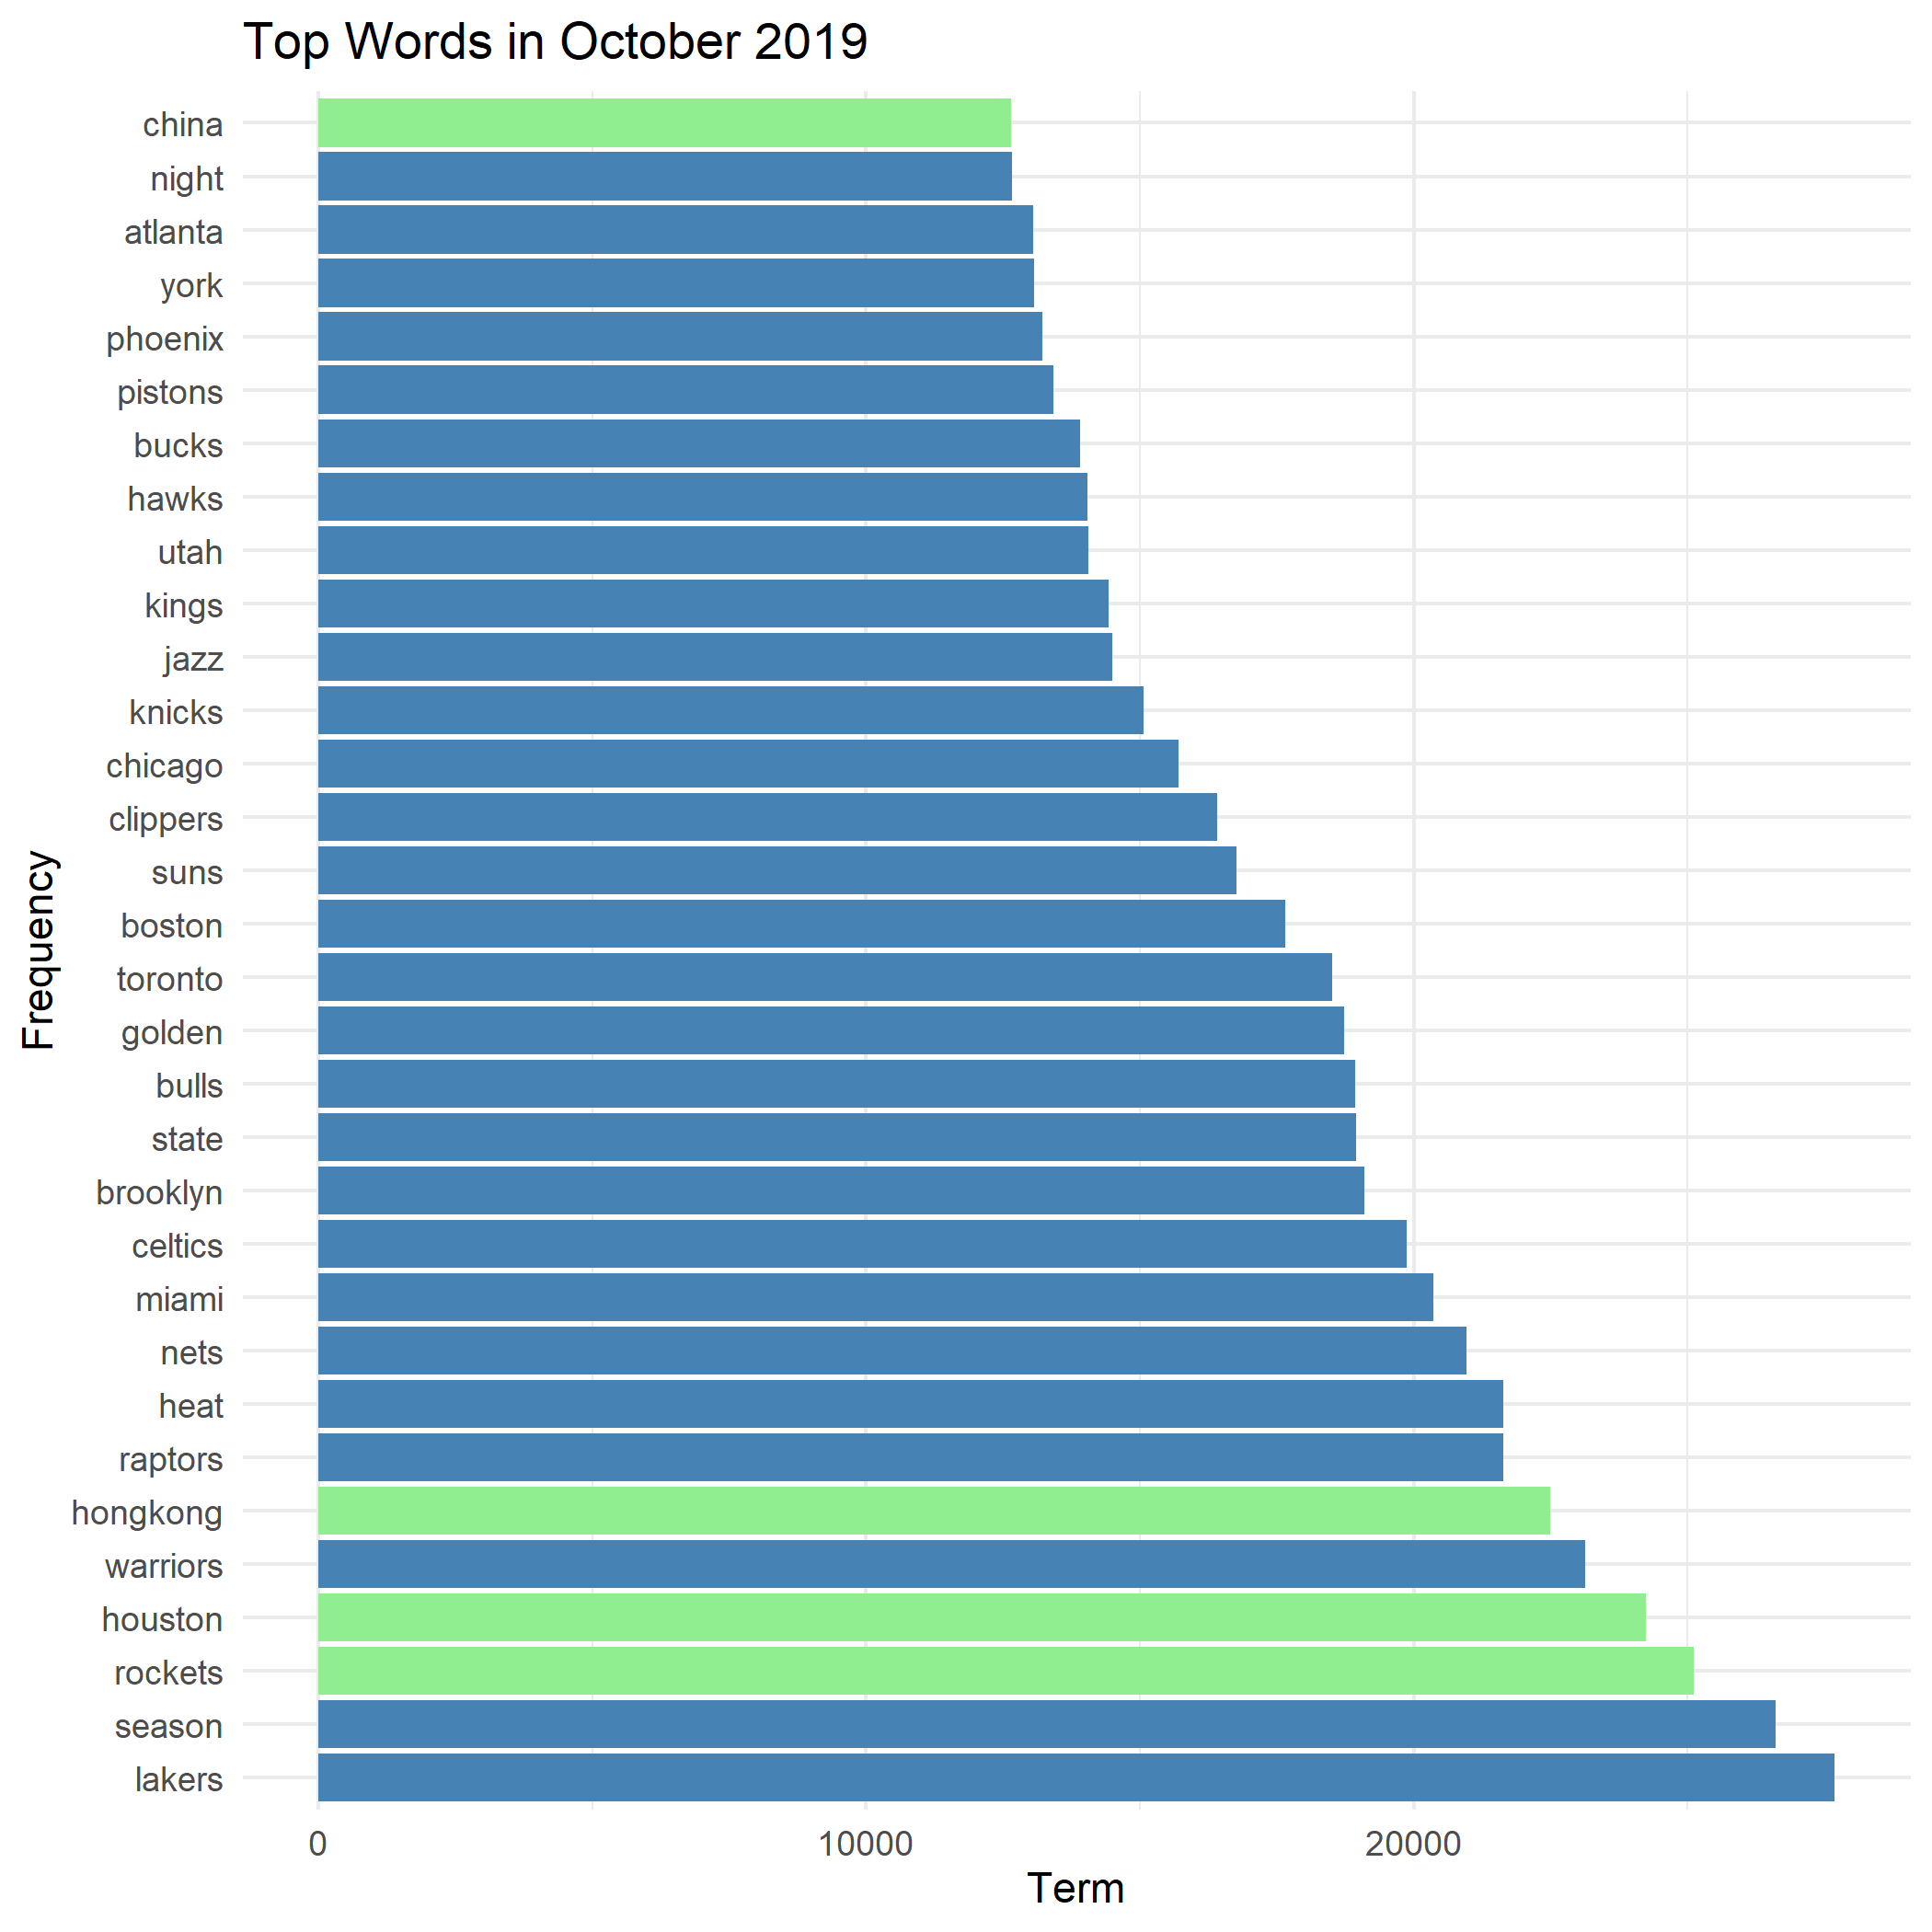 Top Words in October 2019
china
night
atlanta
york
phoenix
pistons
bucks
hawks
utah
kings
jazz
knicks
chicago
clippers
suns
boston
toronto
golden
bulls
state
brooklyn
celtics
miami
nets
heat
raptors
hongkong
warriors
houston
rockets
season
lakers
Frequency
0 10000 20000
Term